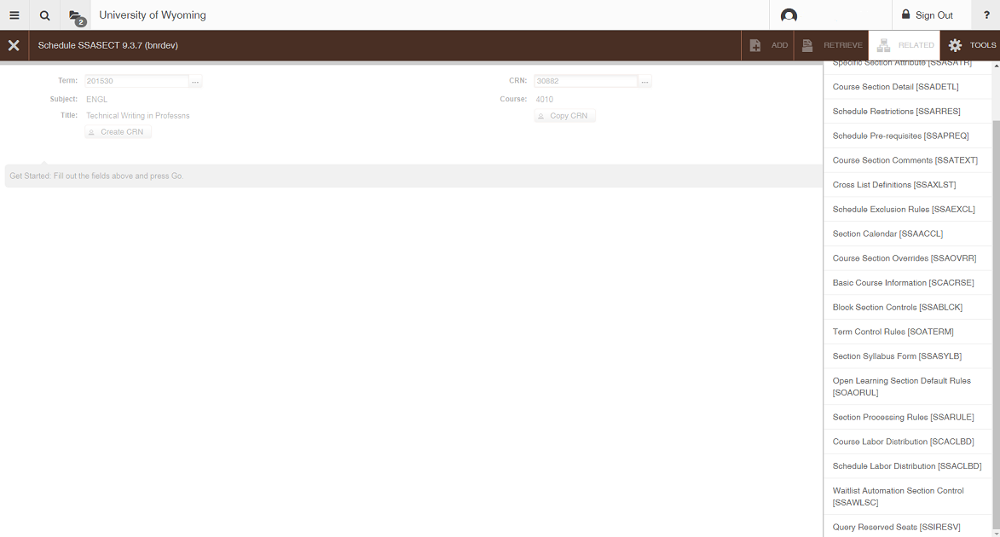 2
University of Wyoming
Sign Out
?
Schedule SSASECT 9.3.7 (bnrdev)
ADD
RETRIEVE
RELATED
TOOLS
Term: 201530 ...
CRN: 30882 ...
Subject: ENGL
Course: 4010
Title: Technical Writing in Professns
Copy CRN
Create CRN
Get Started: Fill out the fields above and press Go.
Specific Section Attribute [SSASATR]
Course Section Detail [SSADETL]
Schedule Restrictions [SSARRES]
Schedule Pre-requisites [SSAPREQ]
Course Section Comments [SSATEXT]
Cross List Definitions [SSAXLST]
Schedule Exclusion Rules [SSAEXCL]
Section Calendar [SSAACCL]
Course Section Overrides [SSAOVRR]
Basic Course Information [SCACRSE]
Block Section Controls [SSABLCK]
Term Control Rules [SOATERM]
Section Syllabus Form [SSASYLB]
Open Learning Section Default Rules
[SOAORUL]
Section Processing Rules [SSARULE]
Course Labor Distribution [SCACLBD]
Schedule Labor Distribution [SSACLBD]
Waitlist Automation Section Control
[SSAWLSC]
Query Reserved Seats [SSIRESV]